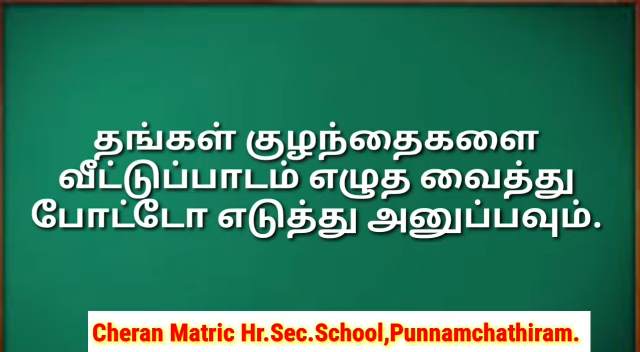 தங்கள் குழந்தைகளை
வீட்டுப்பாடம் எழுத வைத்து
போட்டோ எடுத்து அனுப்பவும்.
Cheran Matric Hr.Sec.School,Punnamchathiram.